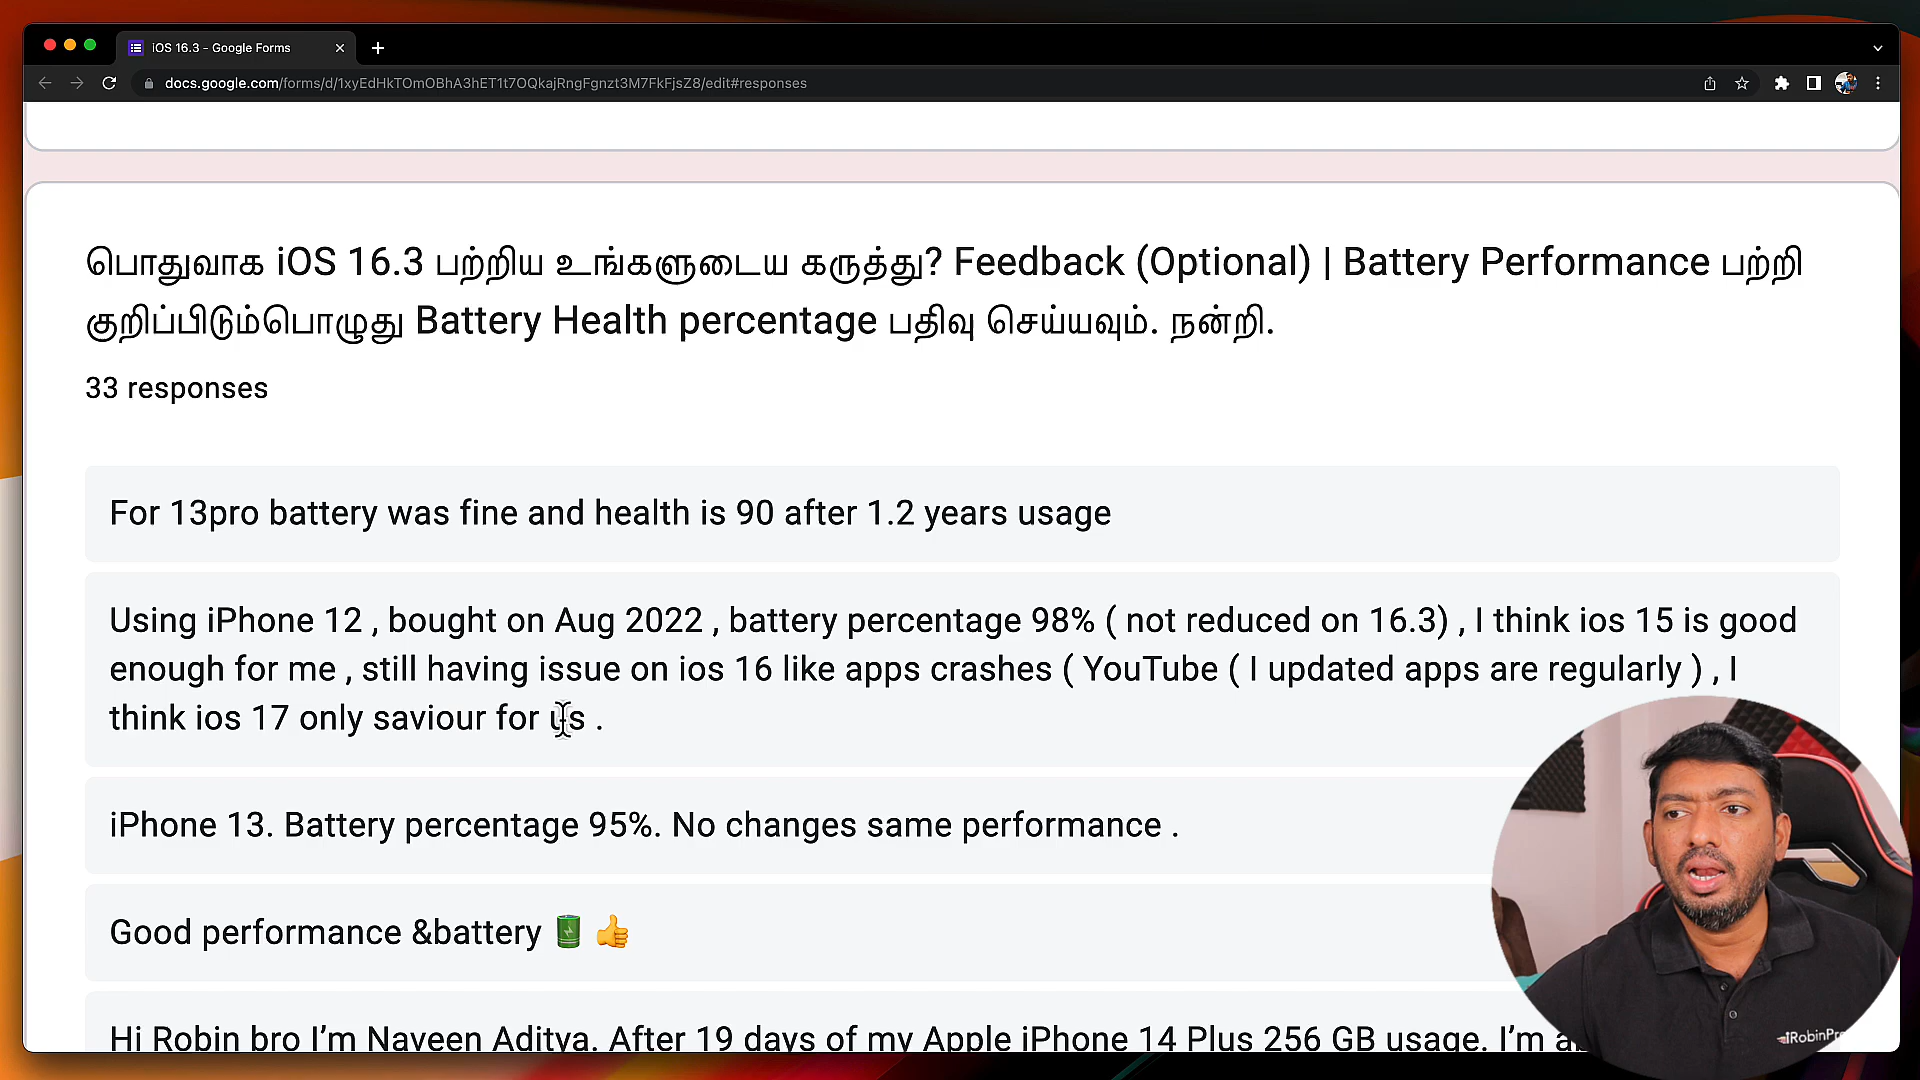 iOS 16.3 - Google Forms
docs.google.com/forms/d/1xyEdHkTOmOBhA3hET1t7OQkajRngFgnzt3M7FkFjsZ8/edit#responses
பொதுவாக iOS 16.3 பற்றிய உங்களுடைய கருத்து? Feedback (Optional) | Battery Performance பற்றி
குறிப்பிடும்பொழுது Battery Health percentage பதிவு செய்யவும். நன்றி.
33 responses
For 13pro battery was fine and health is 90 after 1.2 years usage
Using iPhone 12 , bought on Aug 2022 , battery percentage 98% ( not reduced on 16.3) , I think ios 15 is good
enough for me , still having issue on ios 16 like apps crashes ( YouTube ( I updated apps are regularly ) , I
think ios 17 only saviour for us .
iPhone 13. Battery percentage 95%. No changes same performance .
Good performance &battery 🔋 👍
Hi Robin bro I’m Naveen Aditya. After 19 days of my Apple iPhone 14 Plus 256 GB usage. I’m